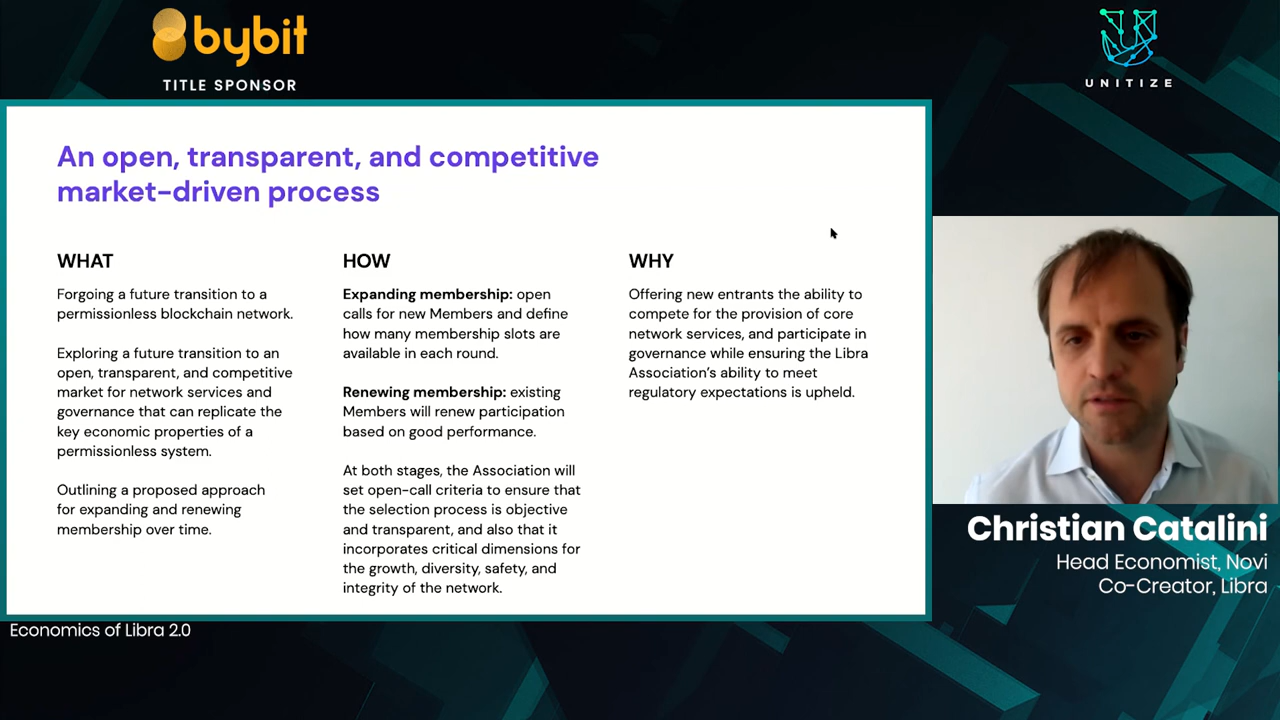 bybit
TITLE SPONSOR
UNITIZE
An open, transparent, and competitive
market-driven process
WHAT
Forgoing a future transition to a
permissionless blockchain network.
Exploring a future transition to an
open, transparent, and competitive
market for network services and
governance that can replicate the
key economic properties of a
permissionless system.
Outlining a proposed approach
for expanding and renewing
membership over time.
HOW
Expanding membership: open
calls for new Members and define
how many membership slots are
available in each round.
Renewing membership: existing
Members will renew participation
based on good performance.
At both stages, the Association will
set open-call criteria to ensure that
the selection process is objective
and transparent, and also that it
incorporates critical dimensions for
the growth, diversity, safety, and
integrity of the network.
WHY
Offering new entrants the ability to
compete for the provision of core
network services, and participate in
governance while ensuring the Libra
Association's ability to meet
regulatory expectations is upheld.
Christian Catalini
Head Economist, Novi
Co-Creator, Libra
Economics of Libra 2.0